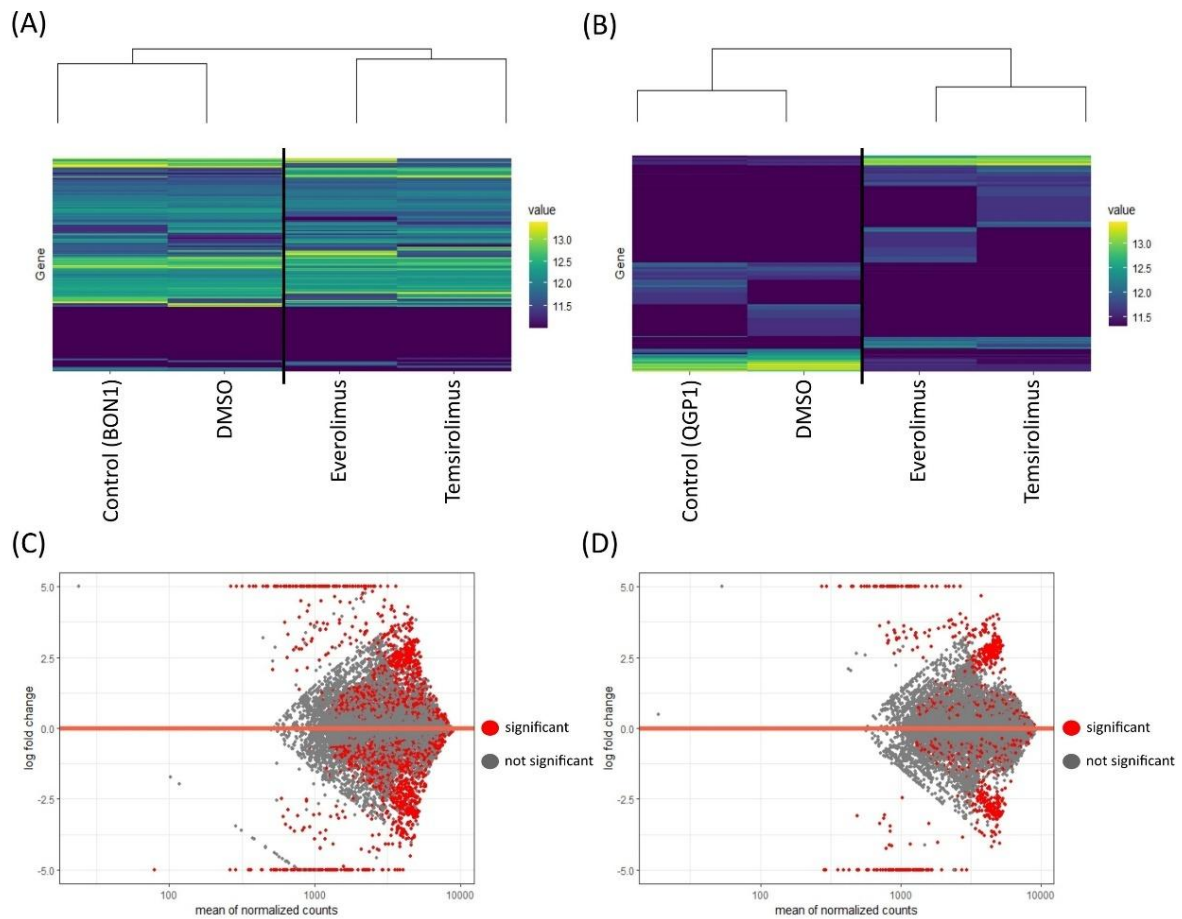 (A)
Gene
value
13.0
12.5
12.0
11.5
Control (BON1)
DMSO
Everolimus
Temsirolimus
(B)
Gene
value
13.0
12.5
12.0
11.5
Control (QGP1)
DMSO
Everolimus
Temsirolimus
(C)
log fold change
5.0
2.5
0.0
-2.5
-5.0
100
1000
10000
mean of normalized counts
significant
not significant
(D)
log fold change
5.0
2.5
0.0
-2.5
-5.0
100
1000
10000
mean of normalized counts
significant
not significant